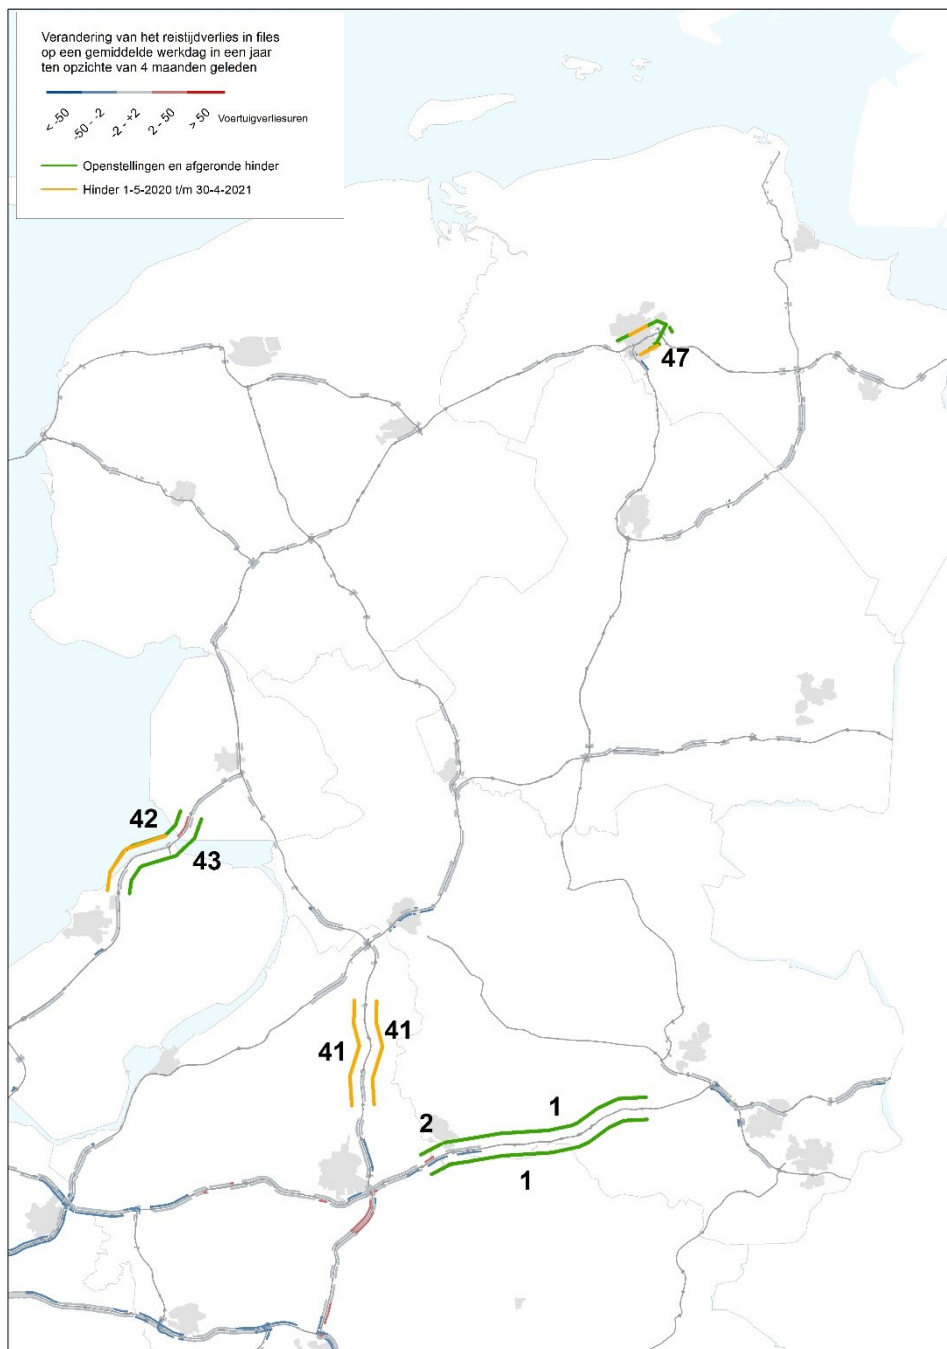 Verandering van het reistijdverlies in files
op een gemiddelde werkdag in een jaar
ten opzichte van 4 maanden geleden
< -50
-50 - -2
-2 - +2
2 - 50
> 50
Voertuigverliesuren
Openstellingen en afgeronde hinder
Hinder 1-5-2020 t/m 30-4-2021
47
42
43
41
41
2
1
1